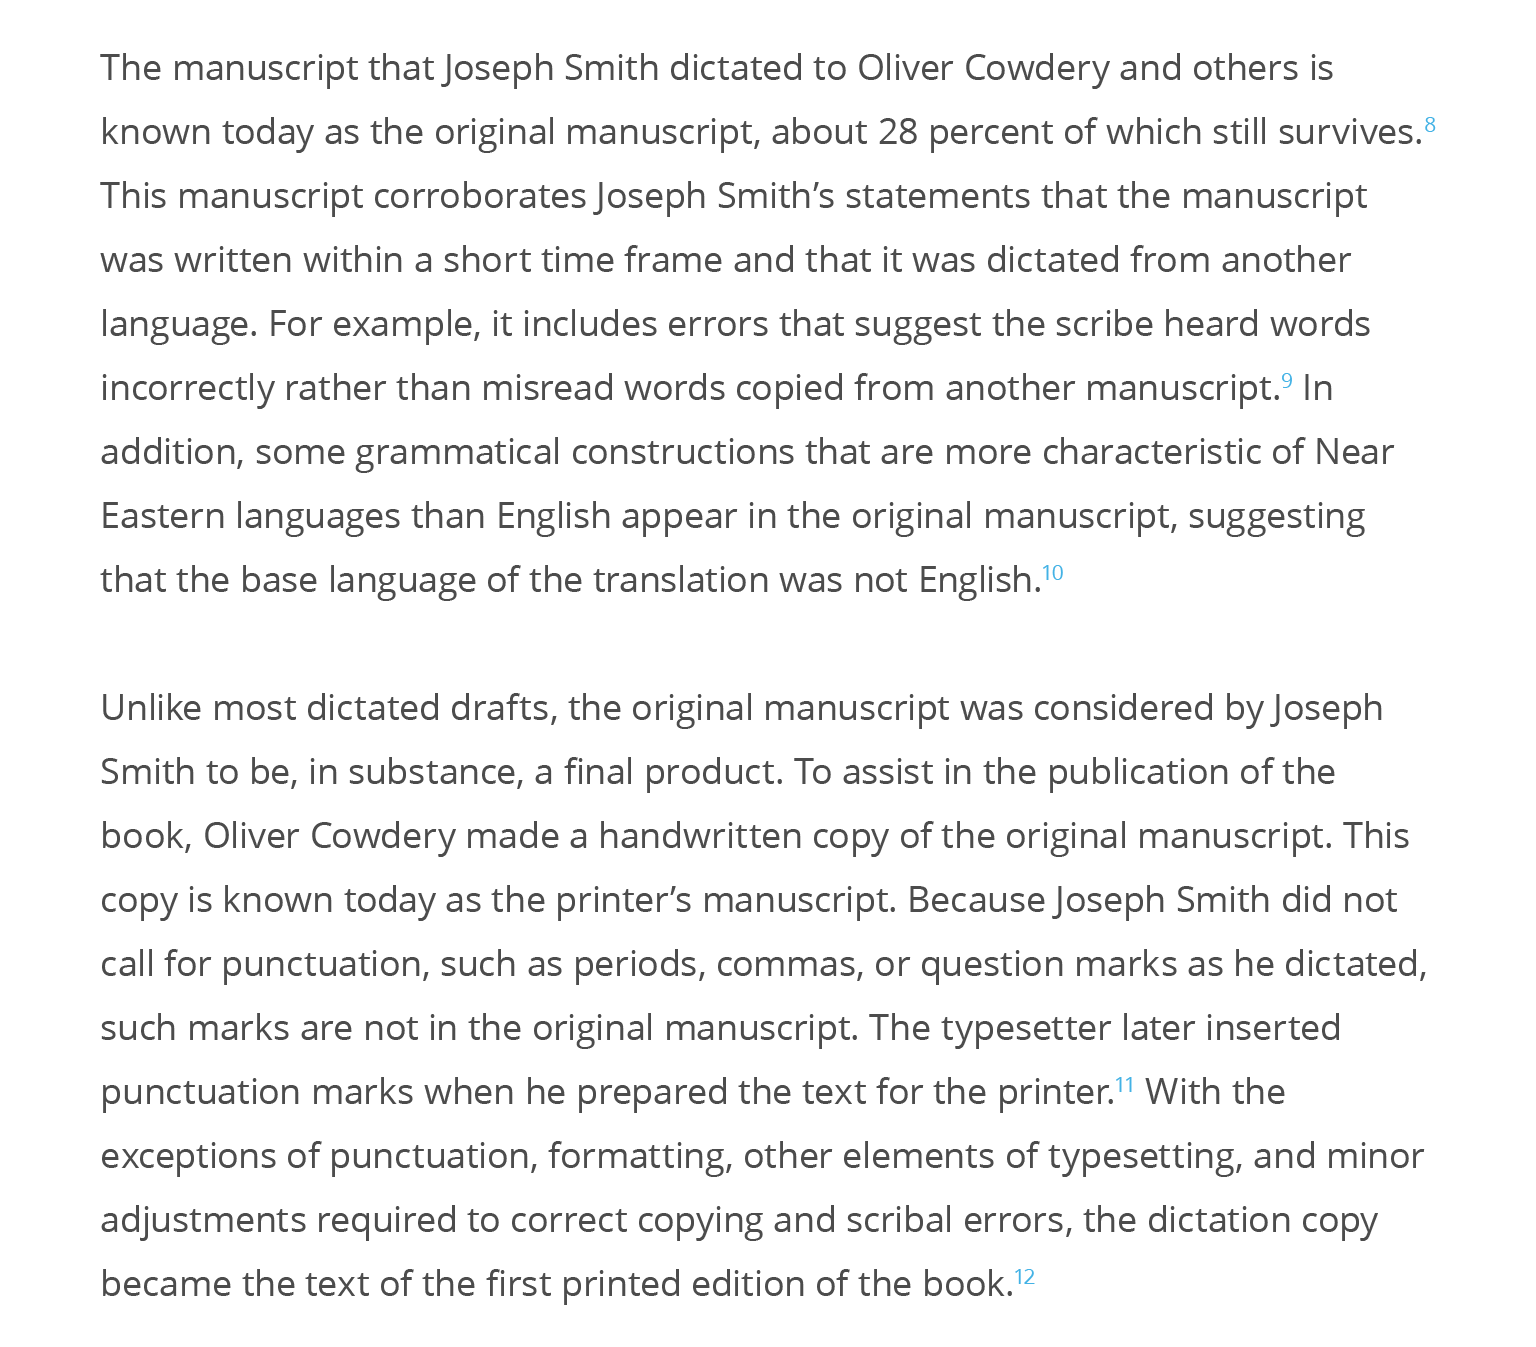 The manuscript that Joseph Smith dictated to Oliver Cowdery and others is
known today as the original manuscript, about 28 percent of which still survives.8
This manuscript corroborates Joseph Smith’s statements that the manuscript
was written within a short time frame and that it was dictated from another
language. For example, it includes errors that suggest the scribe heard words
incorrectly rather than misread words copied from another manuscript.9 In
addition, some grammatical constructions that are more characteristic of Near
Eastern languages than English appear in the original manuscript, suggesting
that the base language of the translation was not English.10
Unlike most dictated drafts, the original manuscript was considered by Joseph
Smith to be, in substance, a final product. To assist in the publication of the
book, Oliver Cowdery made a handwritten copy of the original manuscript. This
copy is known today as the printer’s manuscript. Because Joseph Smith did not
call for punctuation, such as periods, commas, or question marks as he dictated,
such marks are not in the original manuscript. The typesetter later inserted
punctuation marks when he prepared the text for the printer.11 With the
exceptions of punctuation, formatting, other elements of typesetting, and minor
adjustments required to correct copying and scribal errors, the dictation copy
became the text of the first printed edition of the book.12